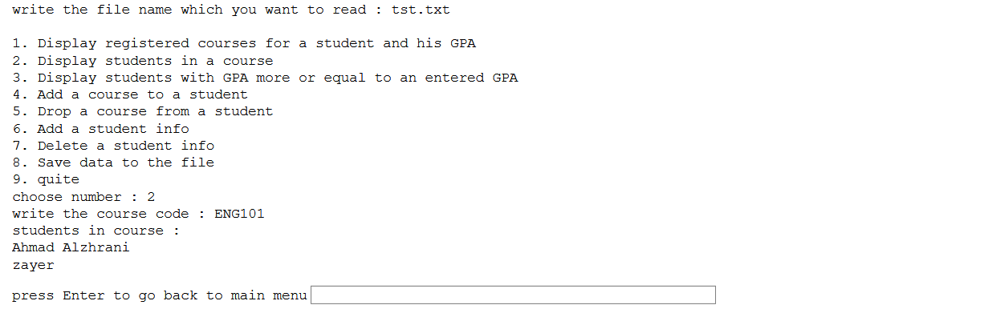 write the file name which you want to read : tst.txt
1. Display registered courses for a student and his GPA
2. Display students in a course
3. Display students with GPA more or equal to an entered GPA
4. Add a course to a student
5. Drop a course from a student
6. Add a student info
7. Delete a student info
8. Save data to the file
9. quite
choose number : 2
write the course code : ENG101
students in course :
Ahmad Alzhrani
zayer
press Enter to go back to main menu